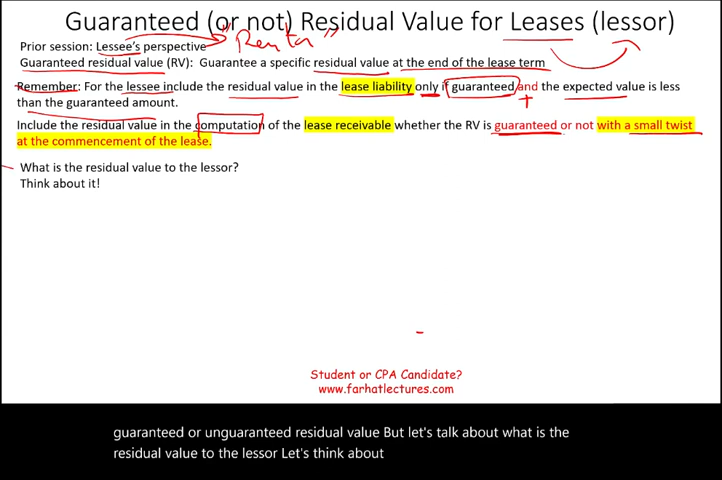 Guaranteed (or not) Residual Value for Leases (lessor)
Prior session: Lessee's perspective
"Rental"
Guaranteed residual value (RV): Guarantee a specific residual value at the end of the lease term
Remember: For the lessee include the residual value in the lease liability only if guaranteed and the expected value is less
than the guaranteed amount.
Include the residual value in the computation of the lease receivable whether the RV is guaranteed or not with a small twist
at the commencement of the lease.
What is the residual value to the lessor?
Think about it!
Student or CPA Candidate?
www.farhatlectures.com
guaranteed or unguaranteed residual value But let's talk about what is the
residual value to the lessor Let's think about